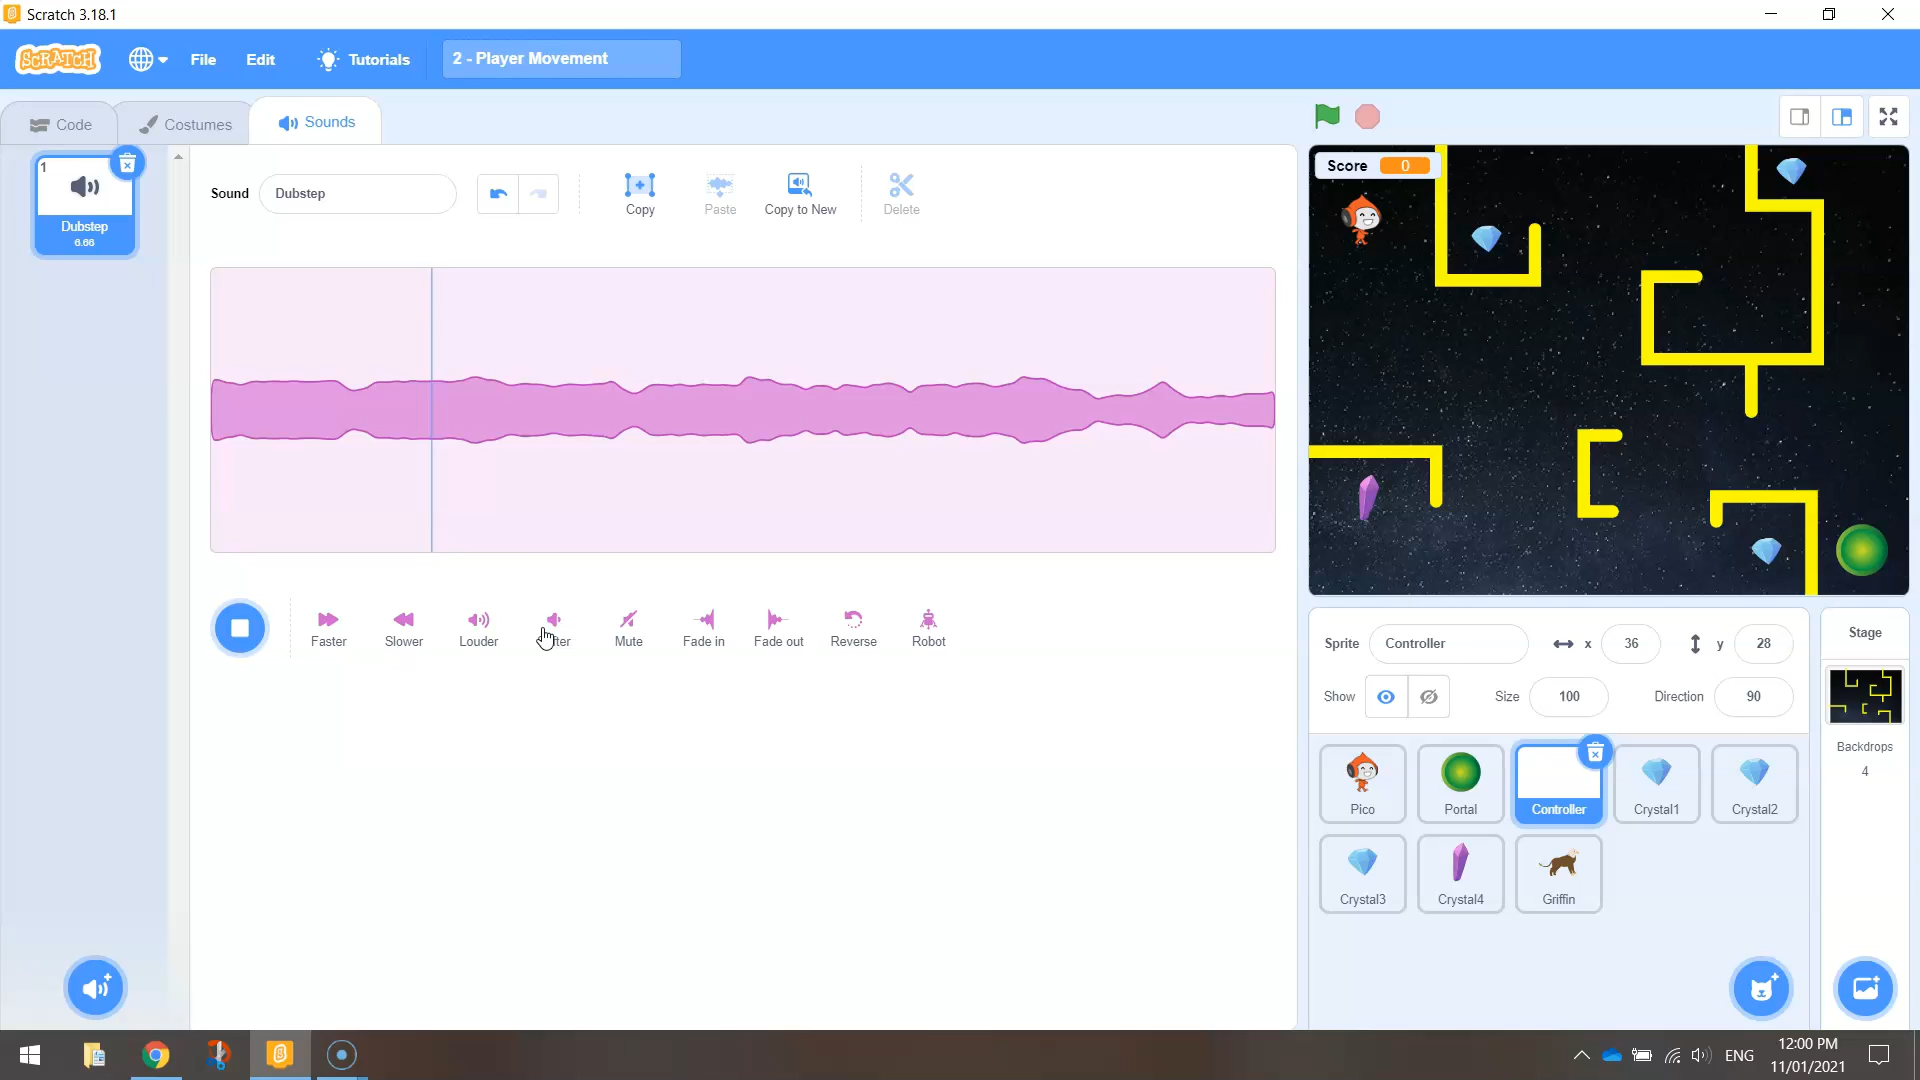 Scratch 3.18.1
SCRATCH
File
Edit
Tutorials
2 - Player Movement
Code
Costumes
Sounds
1
Dubstep
6.66
Sound
Dubstep
Copy
Paste
Copy to New
Delete
Faster
Slower
Louder
Mute
Fade in
Fade out
Reverse
Robot
Score 0
Sprite
Controller
x
36
y
28
Show
Size
100
Direction
90
Stage
Backdrops
4
Pico
Portal
Controller
Crystal1
Crystal2
Crystal3
Crystal4
Griffin
ENG
12:00 PM
11/01/2021